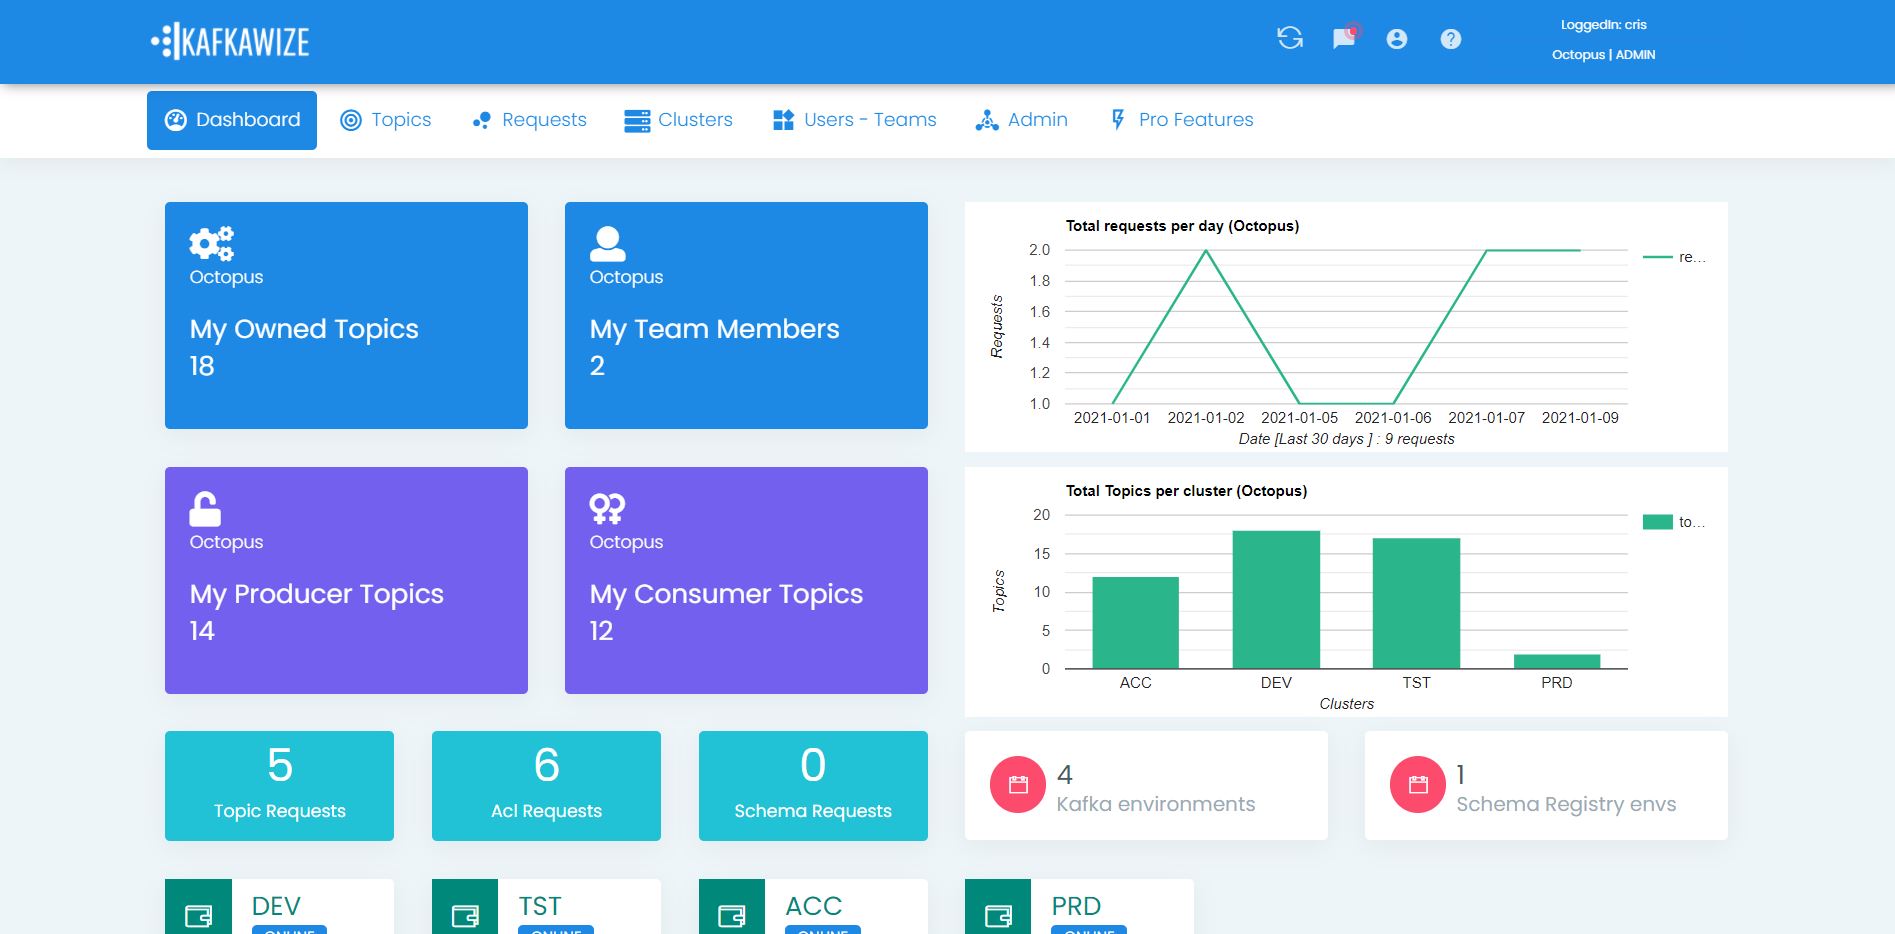 KAFKAWIZE
LoggedIn: cris
Octopus | ADMIN
Dashboard
Topics
Requests
Clusters
Users - Teams
Admin
Pro Features
Octopus
My Owned Topics
18
Octopus
My Team Members
2
Total requests per day (Octopus)
2.0
1.8
1.6
1.4
1.2
1.0
Requests
re...
2021-01-01 2021-01-02 2021-01-05 2021-01-06 2021-01-07 2021-01-09
Date [Last 30 days ] : 9 requests
Octopus
My Producer Topics
14
Octopus
My Consumer Topics
12
Total Topics per cluster (Octopus)
20
15
10
5
0
Topics
to...
ACC DEV TST PRD
Clusters
5
Topic Requests
6
Acl Requests
0
Schema Requests
4
Kafka environments
1
Schema Registry envs
DEV
ONLINE
TST
ONLINE
ACC
ONLINE
PRD
ONLINE